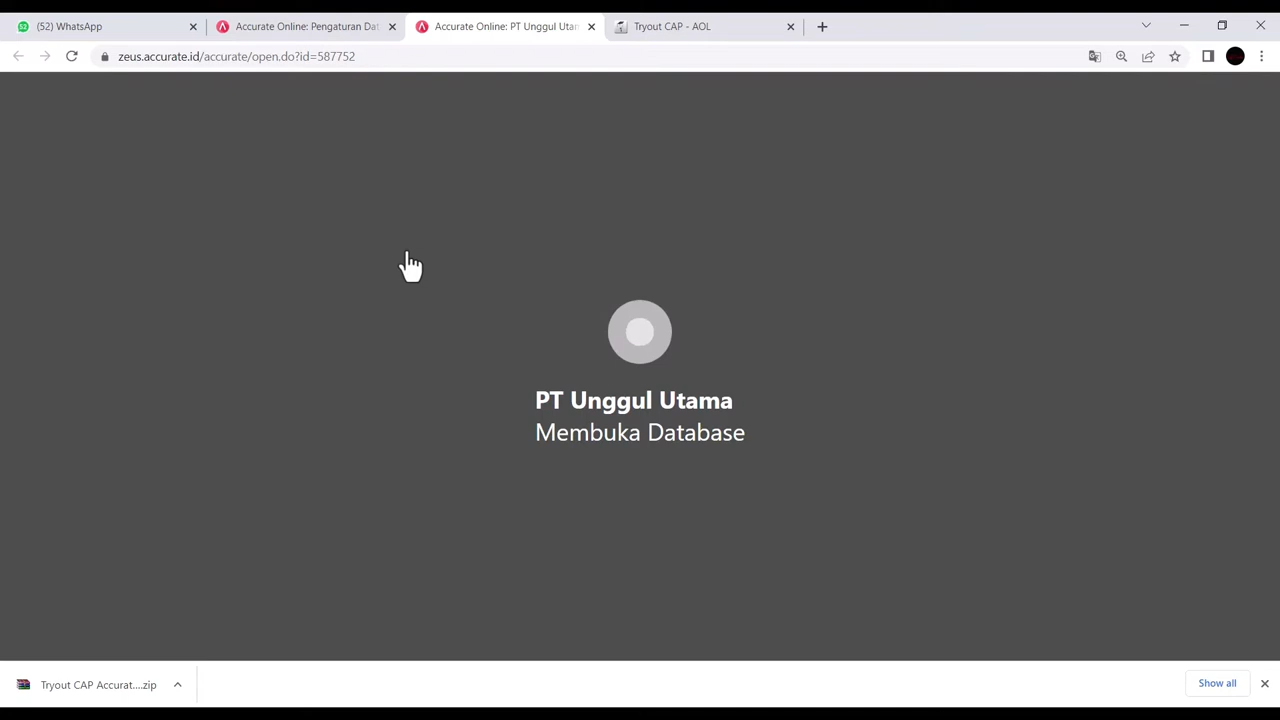 (52) WhatsApp
Accurate Online: Pengaturan Dat
Accurate Online: PT Unggul Utam
Tryout CAP - AOL
zeus.accurate.id/accurate/open.do?id=587752
PT Unggul Utama
Membuka Database
Tryout CAP Accurat....zip
Show all